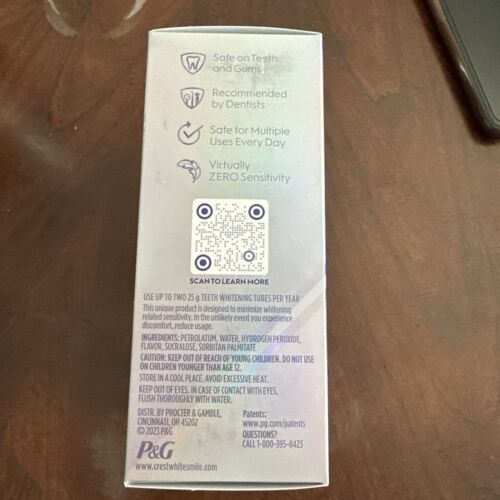 Safe on Teeth
and Gums
Recommended
by Dentists
Safe for Multiple
Uses Every Day
Virtually
ZERO Sensitivity
SCAN TO LEARN MORE
USE UP TO TWO 25 g TEETH WHITENING TUBES PER YEAR
This unique product is designed to minimize whitening
related sensitivity. In the unlikely event you experience
discomfort, reduce usage.
INGREDIENTS: PETROLATUM, WATER, HYDROGEN PEROXIDE,
FLAVOR, SUCRALOSE, SORBITAN PALMITATE
CAUTION: KEEP OUT OF REACH OF YOUNG CHILDREN. DO NOT USE
ON CHILDREN YOUNGER THAN AGE 12.
STORE IN A COOL PLACE. AVOID EXCESSIVE HEAT.
KEEP OUT OF EYES. IN CASE OF CONTACT WITH EYES,
FLUSH THOROUGHLY WITH WATER.
DISTR. BY PROCTER & GAMBLE,
CINCINNATI, OH 45202
© 2023 P&G
Patents:
www.pg.com/patents
QUESTIONS?
CALL 1-800-395-8423
P&G
www.crestwhitesmile.com